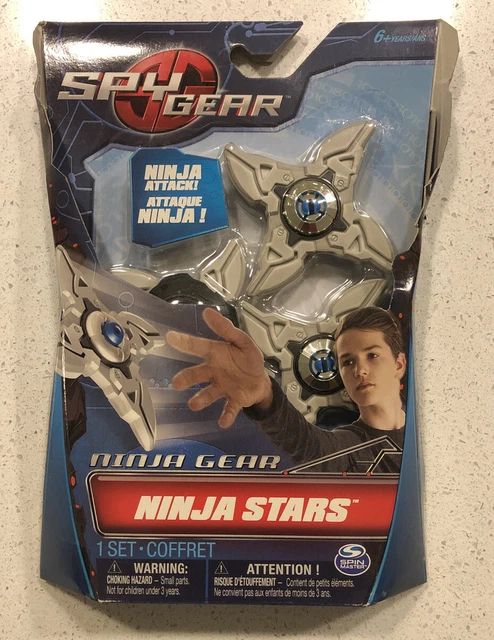 6+ YEARS/ANS
SPY
GEAR™
NINJA
ATTACK!
ATTAQUE
NINJA !
NINJA GEAR
NINJA STARS™
1 SET • COFFRET
SPIN
MASTER
WARNING:
CHOKING HAZARD – Small parts.
Not for children under 3 years.
ATTENTION !
RISQUE D'ÉTOUFFEMENT – Contient de petits éléments.
Ne convient pas aux enfants de moins de 3 ans.